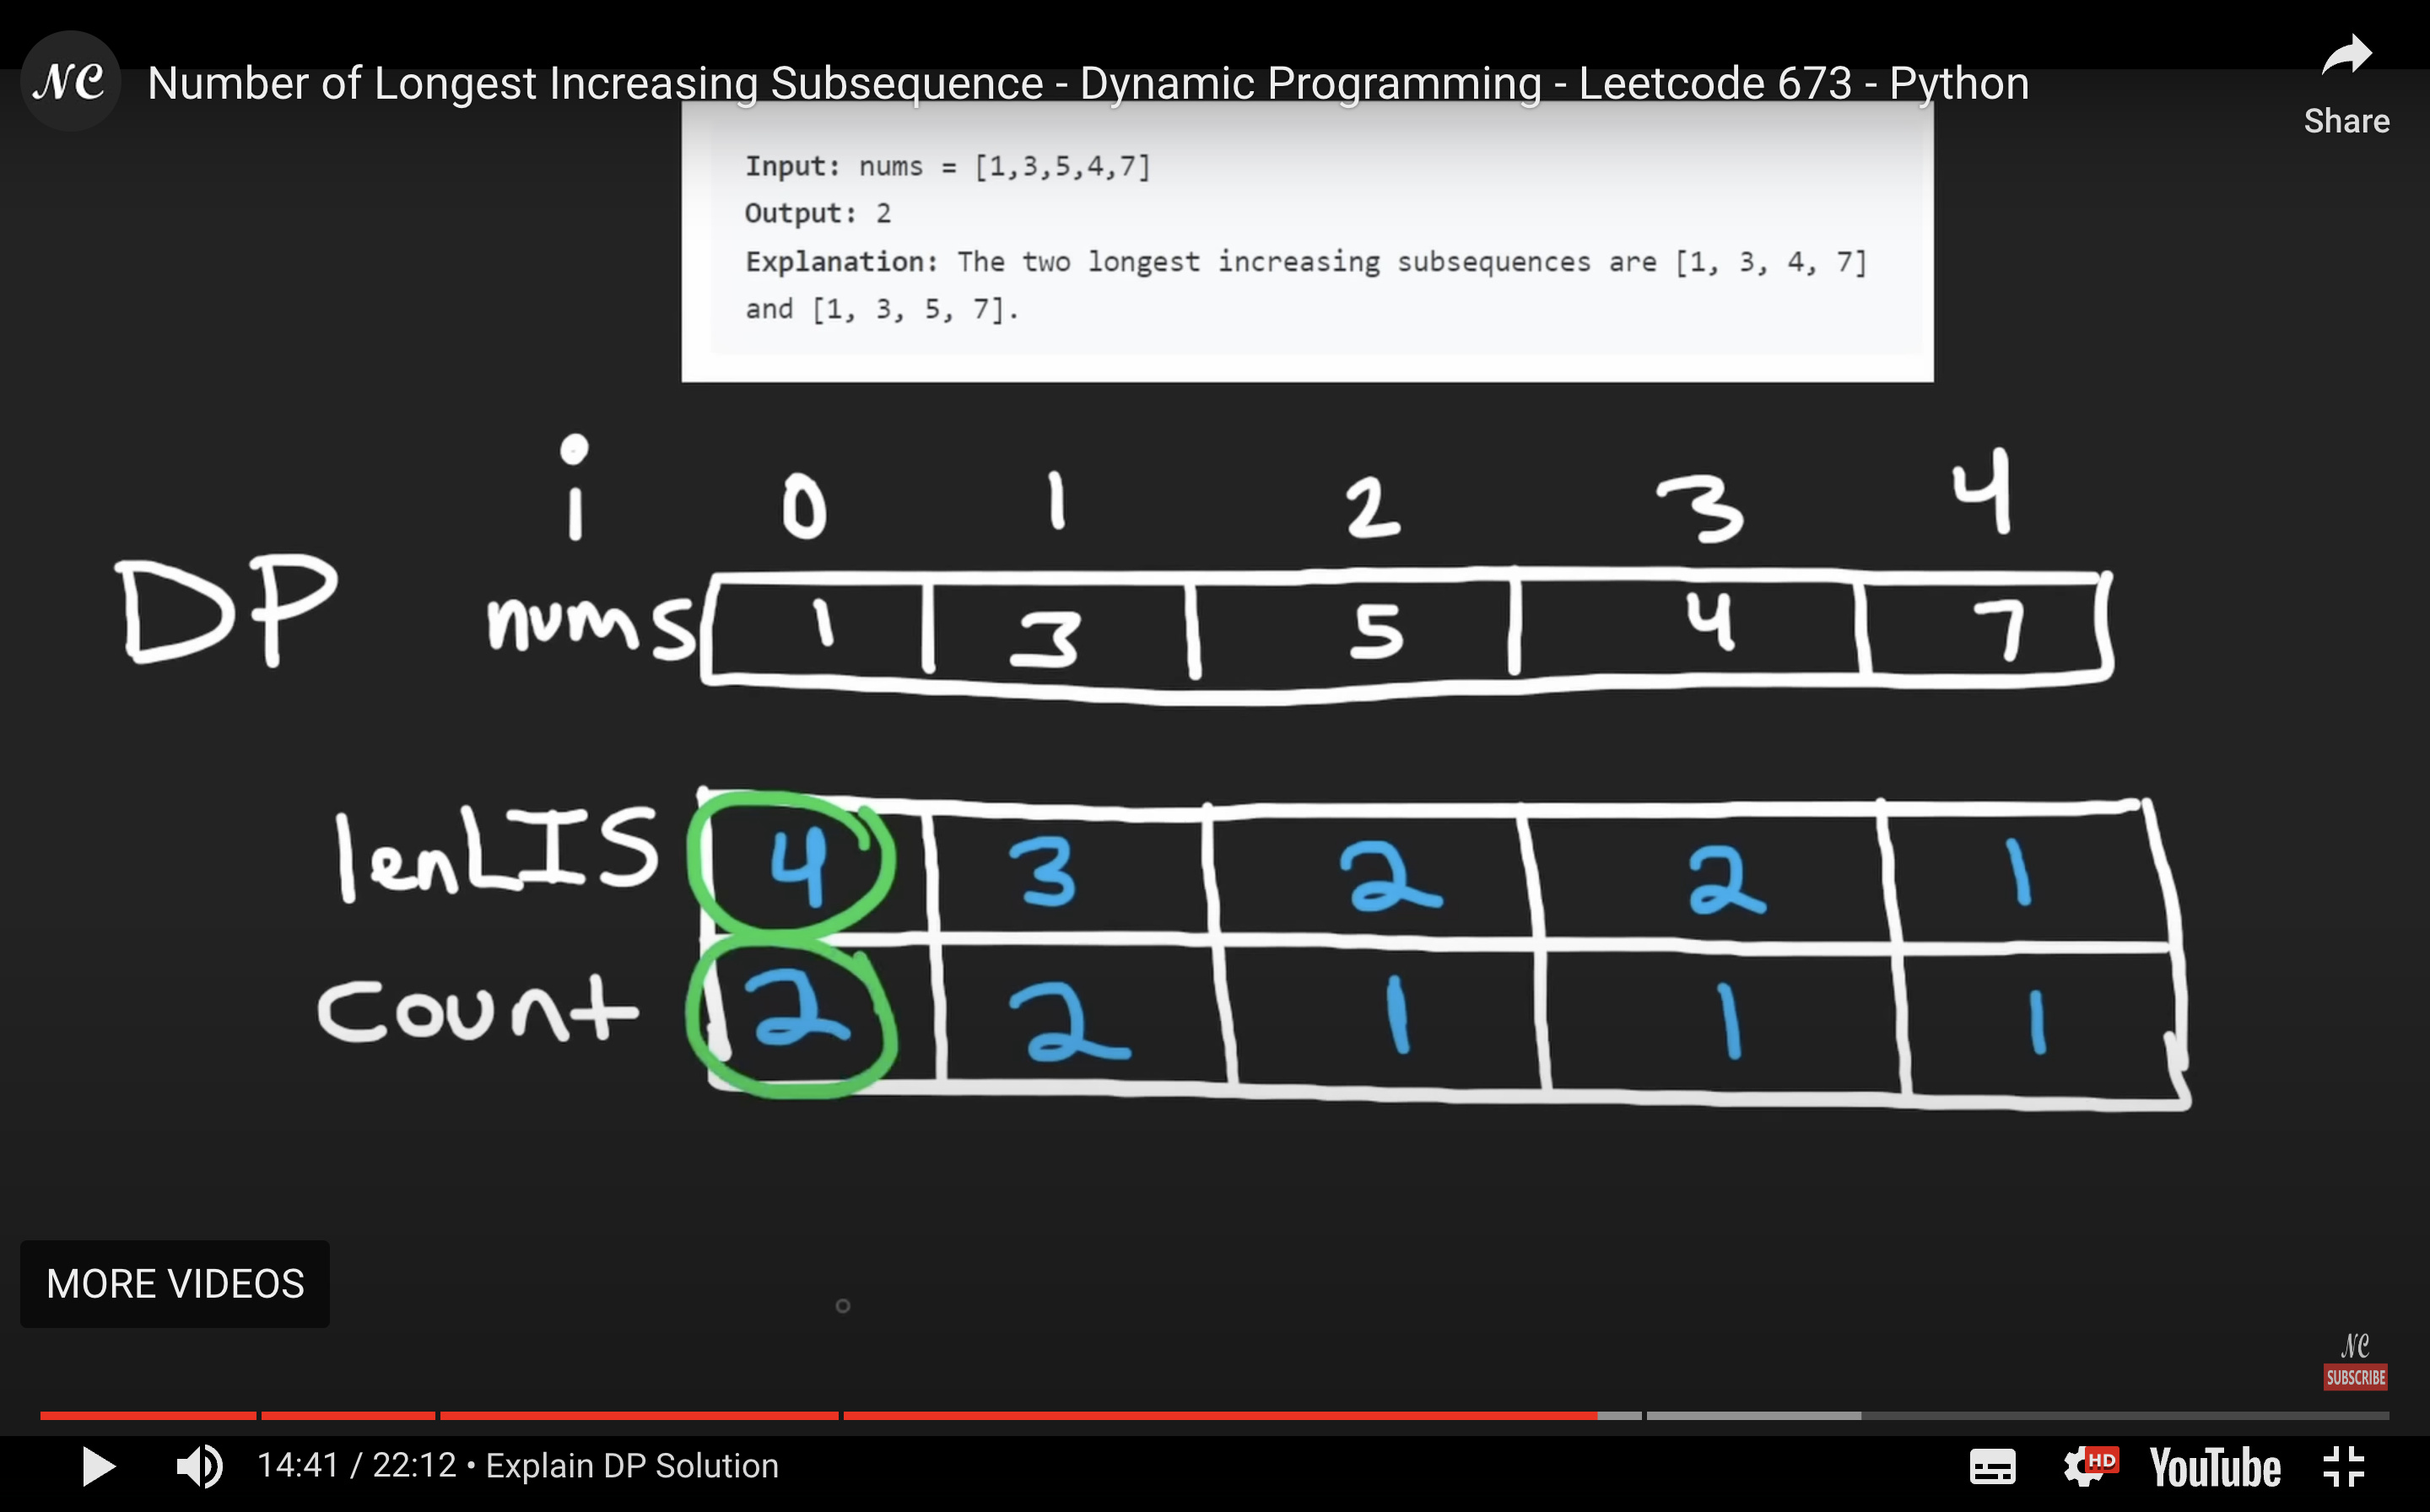 NC Number of Longest Increasing Subsequence - Dynamic Programming - Leetcode 673 - Python
Share
Input: nums = [1,3,5,4,7]
Output: 2
Explanation: The two longest increasing subsequences are [1, 3, 4, 7]
and [1, 3, 5, 7].
i 0 1 2 3 4
DP nums 1 3 5 4 7
lenLIS 4 3 2 2 1
Count 2 2 1 1 1
MORE VIDEOS
NC
SUBSCRIBE
14:41 / 22:12 • Explain DP Solution
HD YouTube